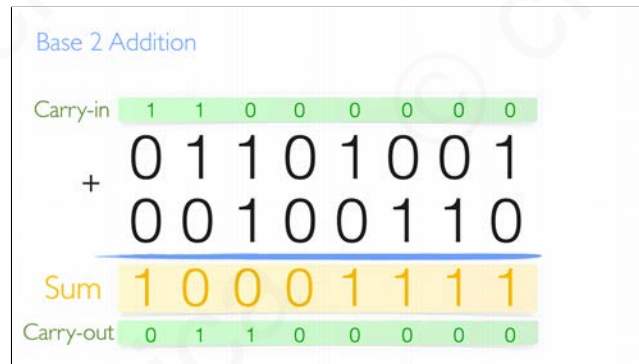 Base 2 Addition
Carry-in 1 1 0 0 0 0 0 0
0 1 1 0 1 0 0 1
+
0 0 1 0 0 1 1 0
Sum 1 0 0 0 1 1 1 1
Carry-out 0 1 1 0 0 0 0 0